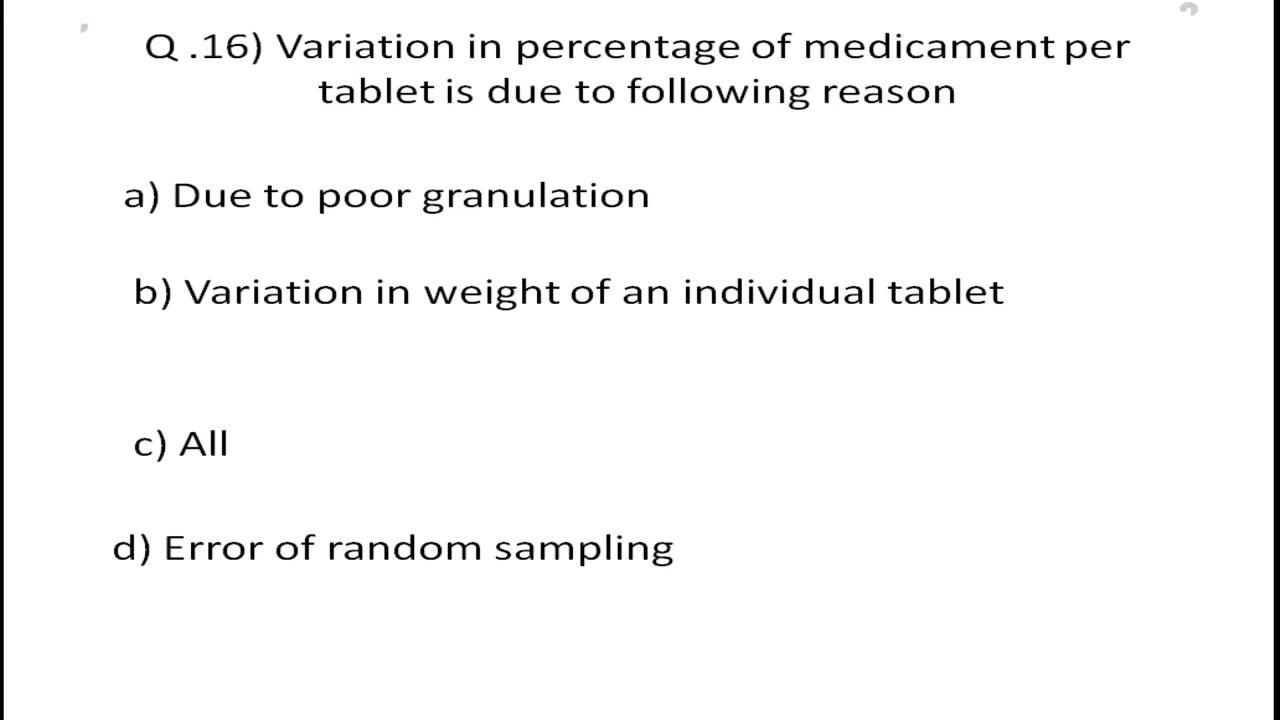 Q .16) Variation in percentage of medicament per
tablet is due to following reason
a) Due to poor granulation
b) Variation in weight of an individual tablet
c) All
d) Error of random sampling